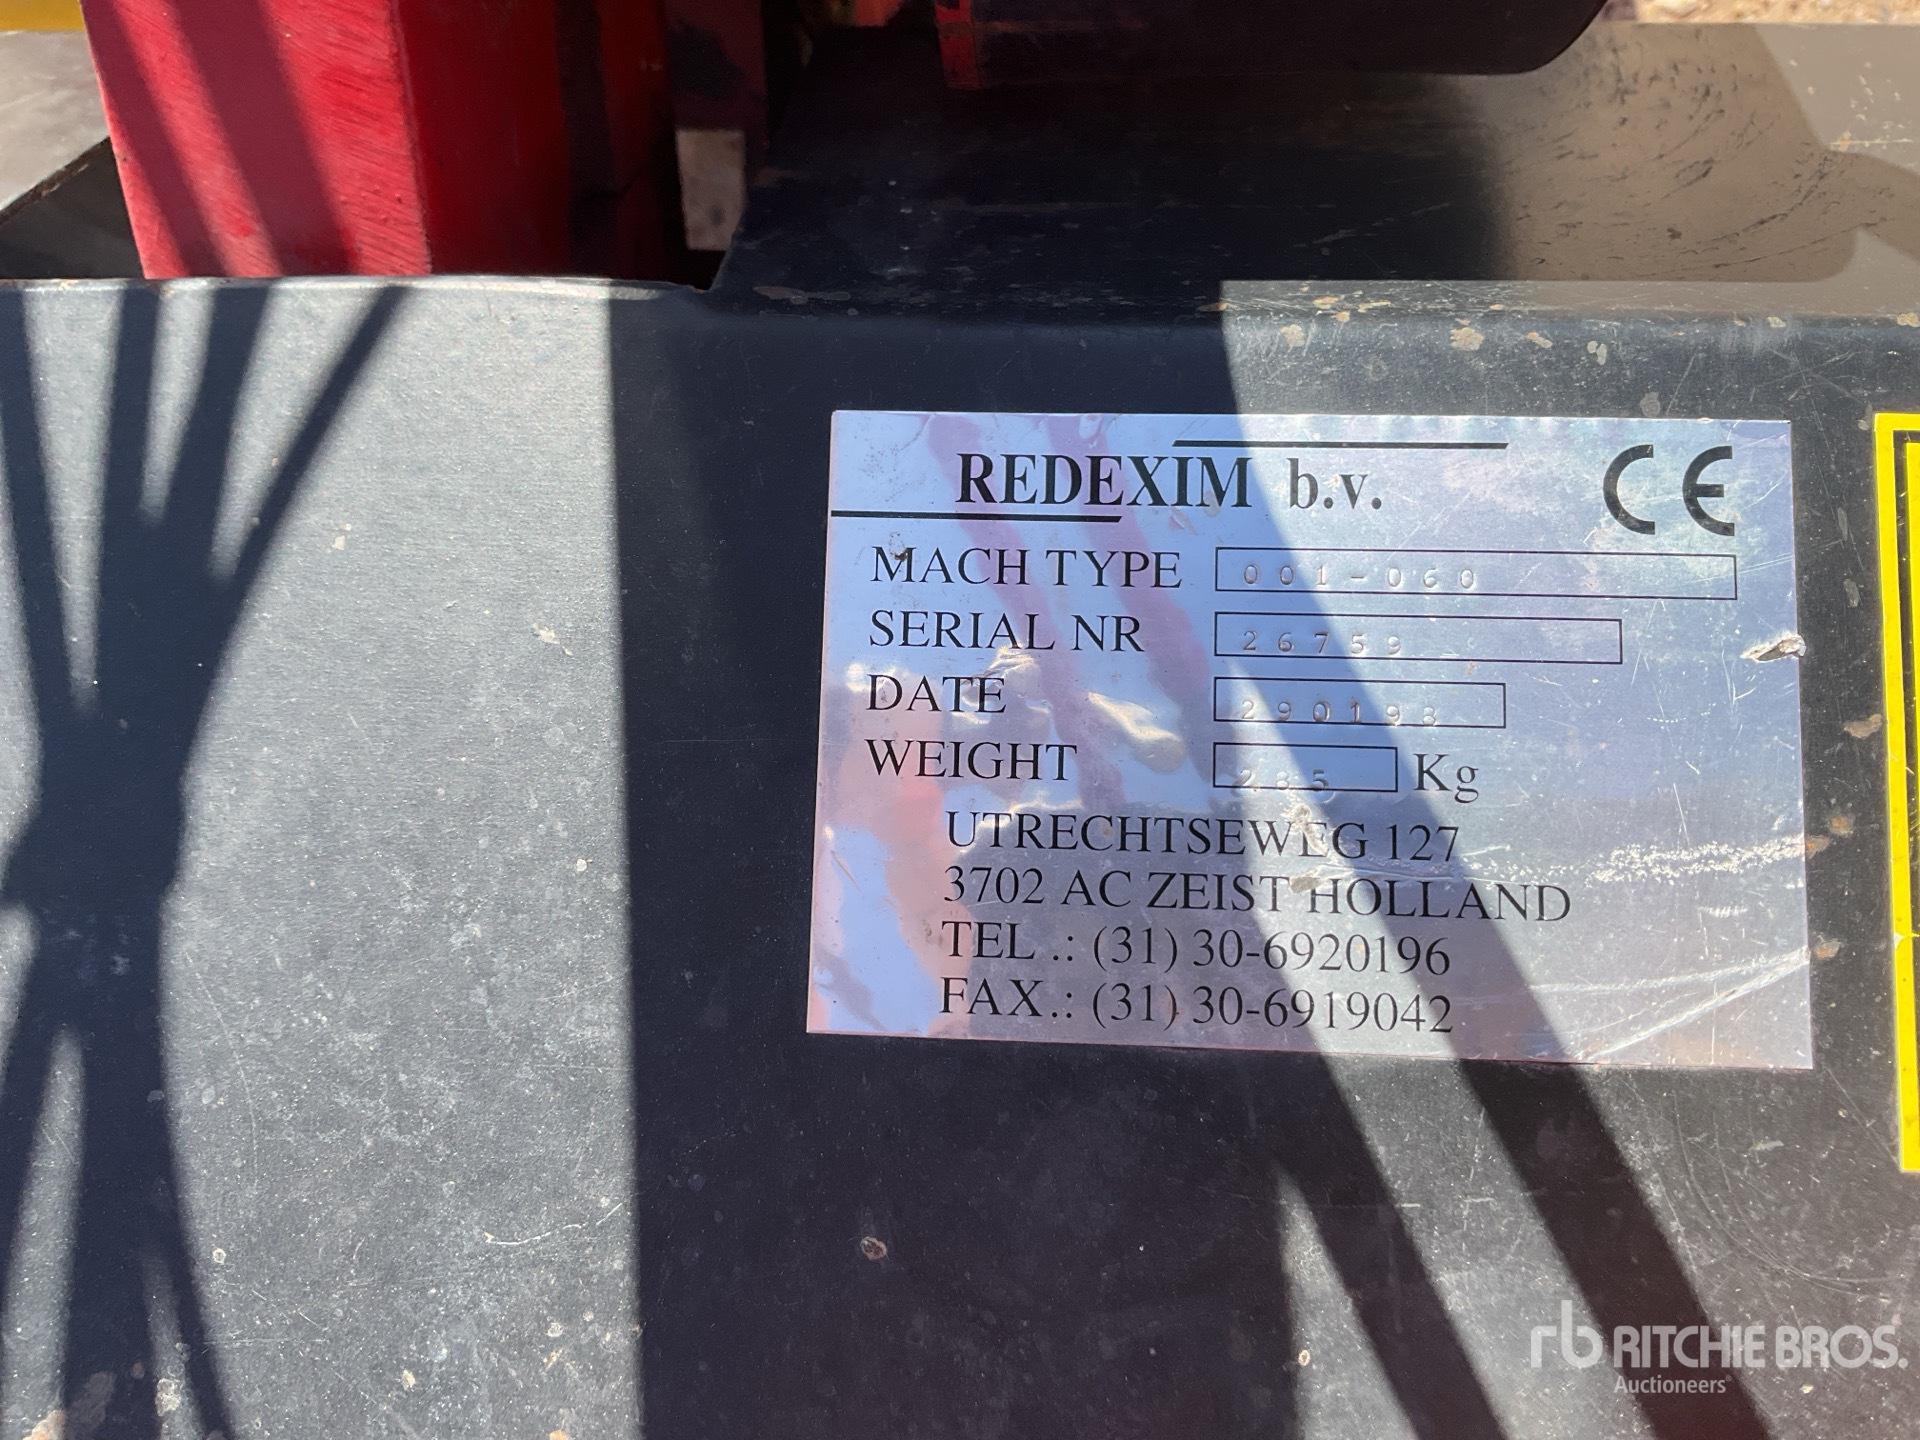 REDEXIM b.v. CE
MACH TYPE 001-060
SERIAL NR 26759
DATE 290198
WEIGHT 285 Kg
UTRECHTSEWEG 127
3702 AC ZEIST HOLLAND
TEL .: (31) 30-6920196
FAX.: (31) 30-6919042
rb RITCHIE BROS.
Auctioneers